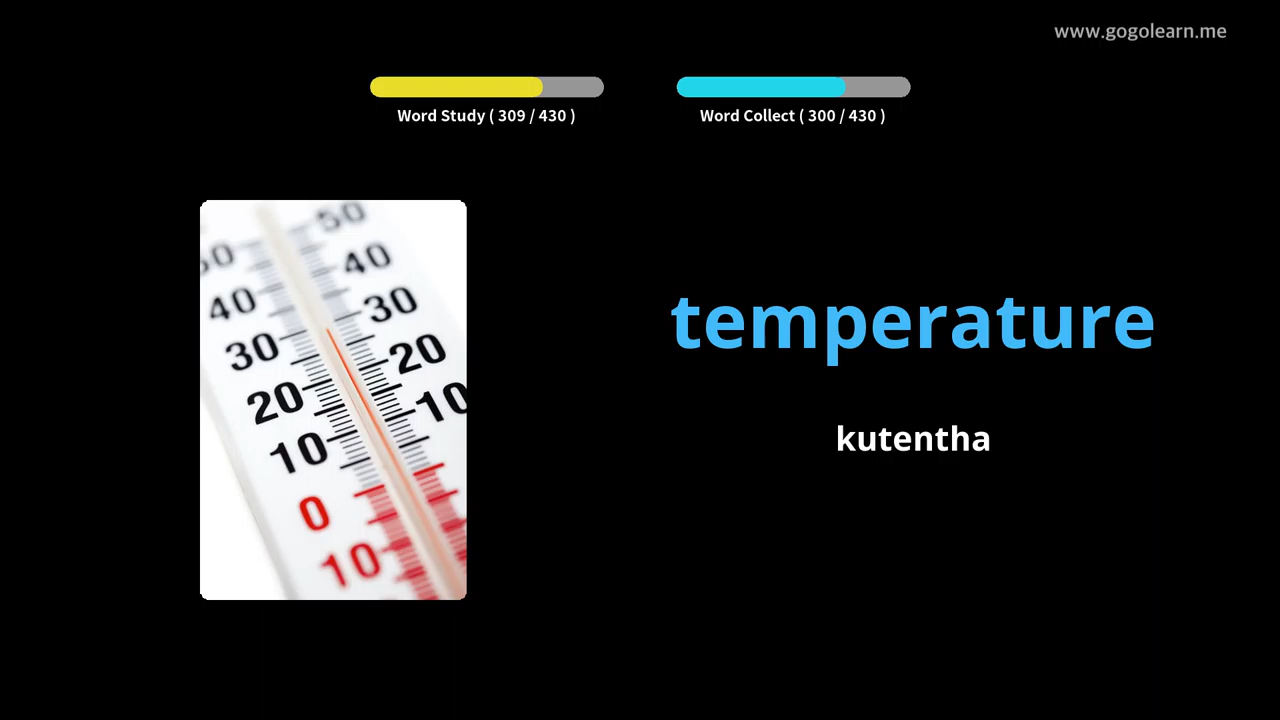 www.gogolearn.me
Word Study ( 309 / 430 )
Word Collect ( 300 / 430 )
50
50
40
40
30
30
20
20
10
10
0
10
temperature
kutentha